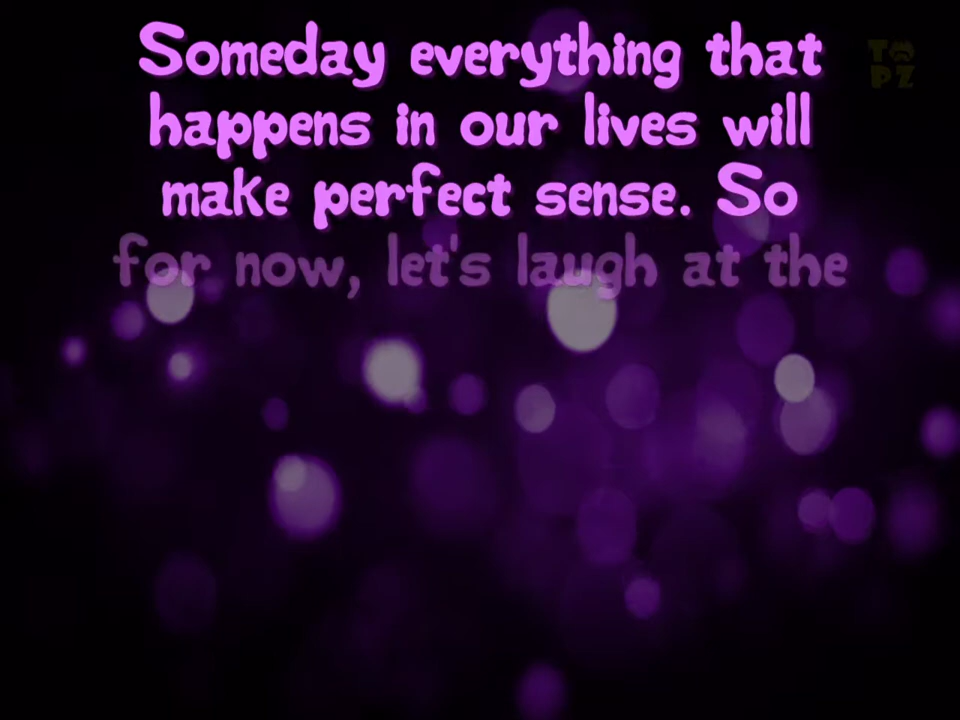 Someday everything that
happens in our lives will
make perfect sense. So
for now, let's laugh at the